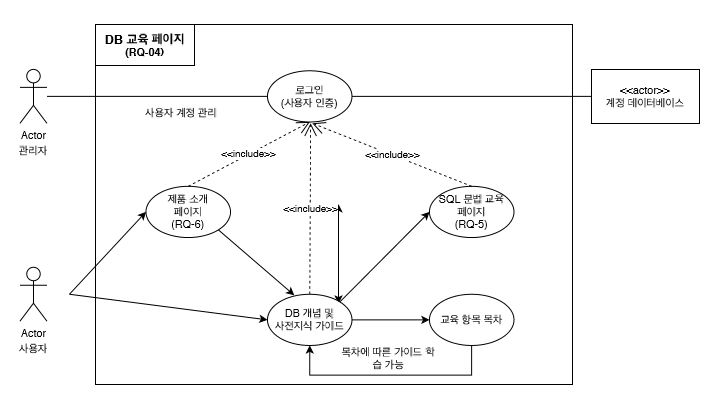 DB 교육 페이지
(RQ-04)
로그인
(사용자 인증)
<<actor>>
계정 데이터베이스
사용자 계정 관리
Actor
관리자
<<include>>
<<include>>
제품 소개
페이지
(RQ-6)
<<include>>
SQL 문법 교육
페이지
(RQ-5)
DB 개념 및
사전지식 가이드
교육 항목 목차
Actor
사용자
목차에 따른 가이드 학
습 가능